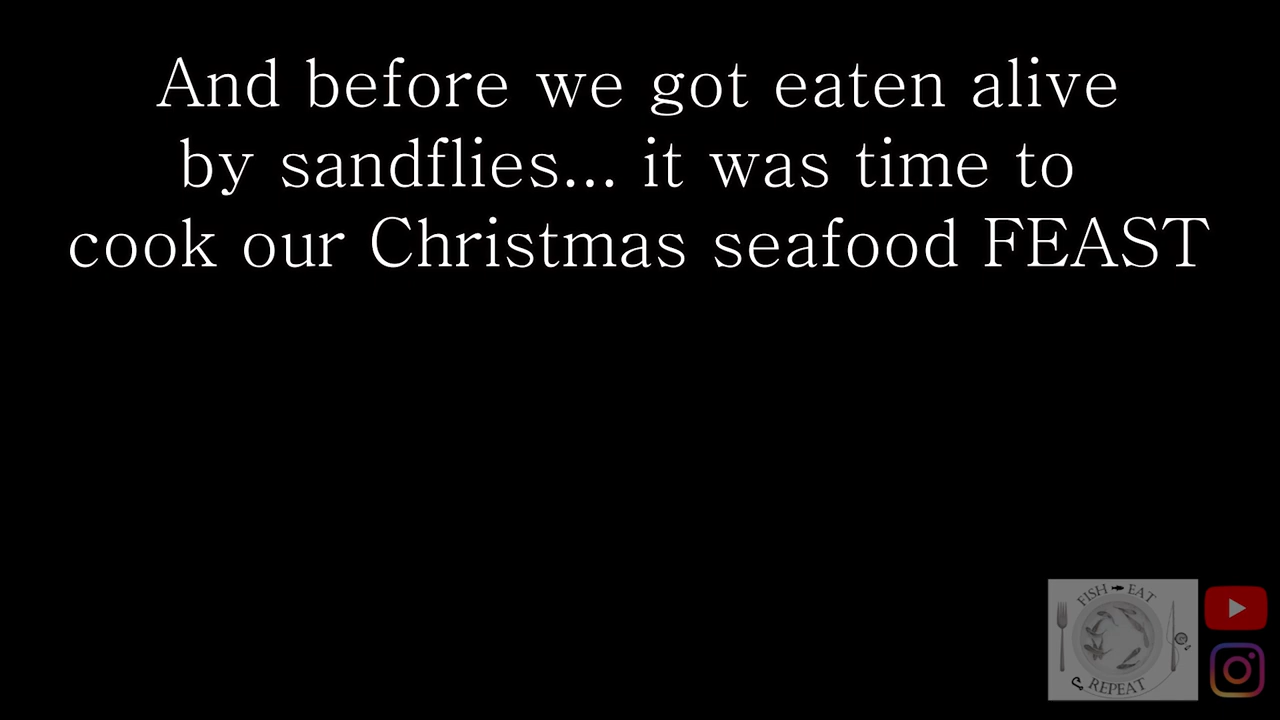 And before we got eaten alive
by sandflies... it was time to
cook our Christmas seafood FEAST
FISH EAT
REPEAT